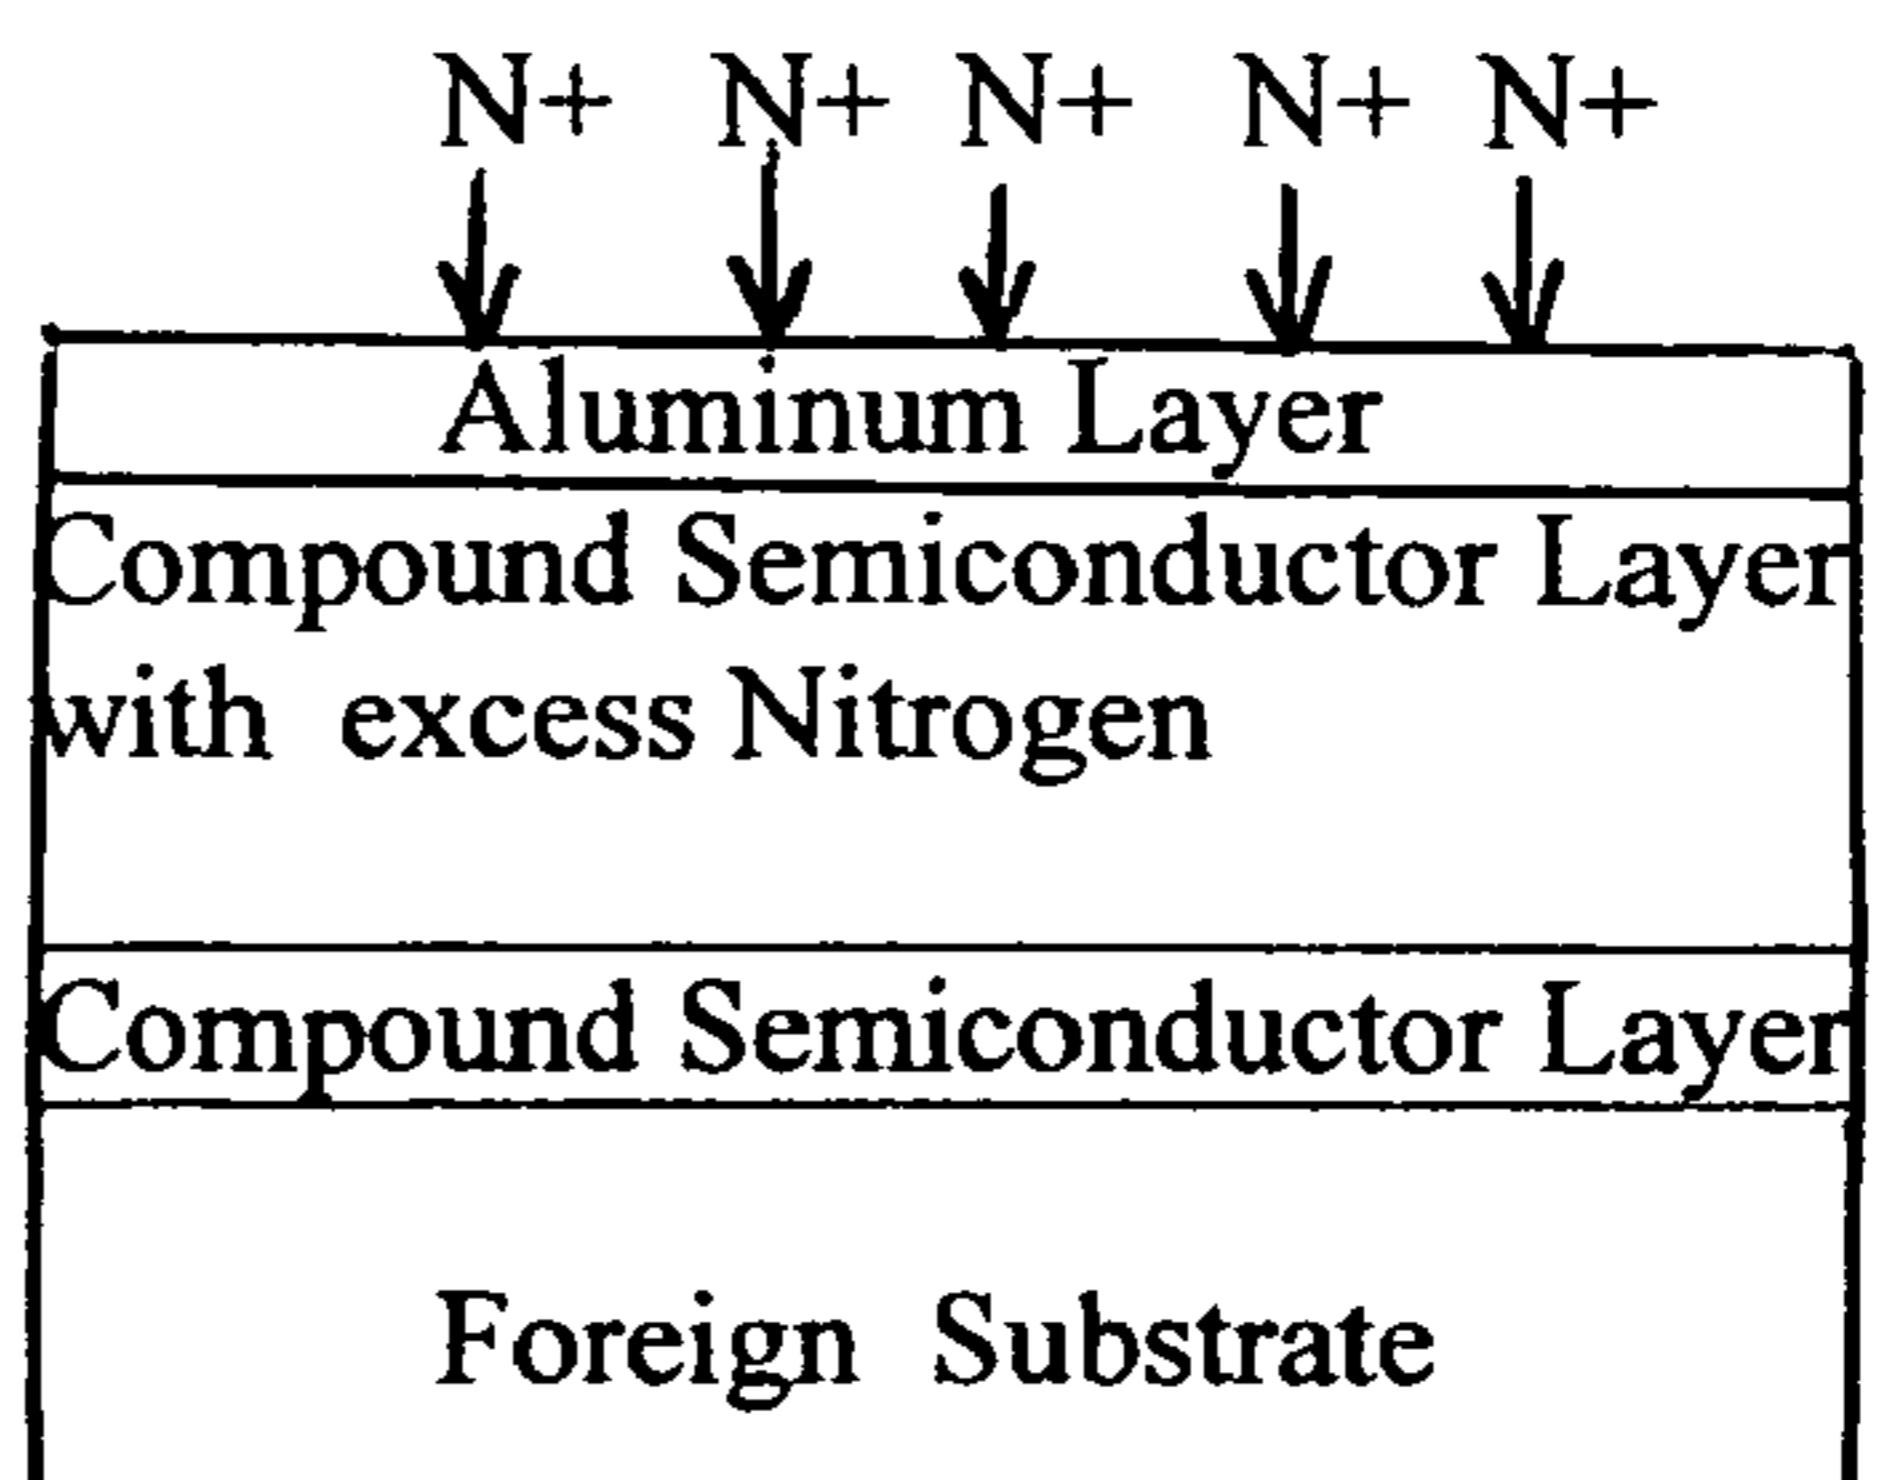 N+ N+ N+ N+ N+
Aluminum Layer
Compound Semiconductor Layer
with excess Nitrogen
Compound Semiconductor Layer
Foreign Substrate